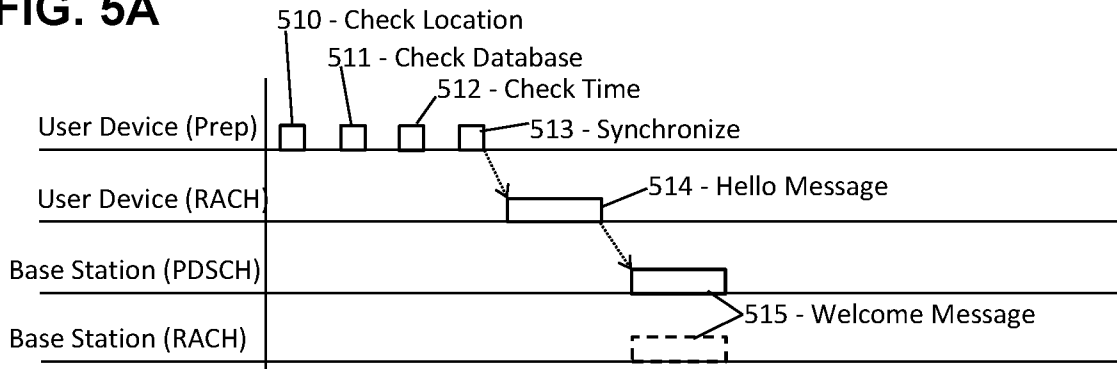 FIG. 5A
510 - Check Location
511 - Check Database
512 - Check Time
User Device (Prep)
513 - Synchronize
User Device (RACH)
514 - Hello Message
Base Station (PDSCH)
515 - Welcome Message
Base Station (RACH)